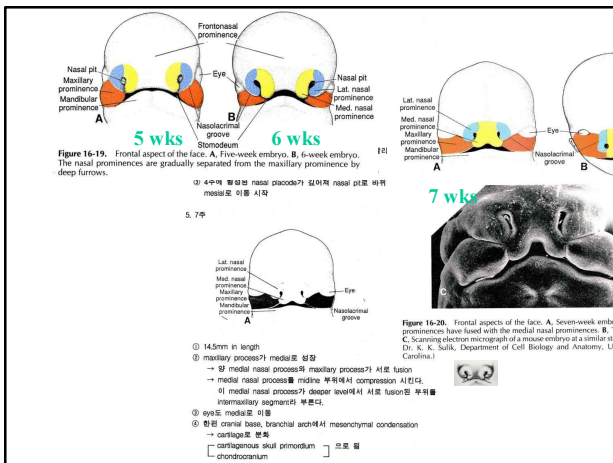 Frontonasal
prominence
Nasal pit
Maxillary
prominence
Mandibular
prominence
A
Eye
B
Nasal pit
Lat. nasal
prominence
Med. nasal
prominence
Nasolacrimal
groove
Stomodeum
5 wks
6 wks
Figure 16-19. Frontal aspect of the face. A, Five-week embryo. B, 6-week embryo.
The nasal prominences are gradually separated from the maxillary prominence by
deep furrows.
③ 4주에 형성된 nasal placode가 깊어져 nasal pit로 바뀌
mesial로 이동 시작
5. 7주
Lat. nasal
prominence
Med. nasal
prominence
Maxillary
prominence
Mandibular
prominence
Eye
Nasolacrimal
groove
A
① 14.5mm in length
② maxillary process가 medial로 성장
→ 양 medial nasal process와 maxillary process가 서로 fusion
→ medial nasal process를 midline 부위에서 compression 시킨다.
이 medial nasal process가 deeper level에서 서로 fusion된 부위를
intermaxillary segment라 부른다.
③ eye도 medial로 이동
④ 한편 cranial base, branchial arch에서 mesenchymal condensation
→ cartilage로 분화
cartilagenous skull primordium
chondrocranium
으로 됨
Lat. nasal
prominence
Med. nasal
prominence
Maxillary
prominence
Mandibular
prominence
Eye
Nasolacrimal
groove
A
B
7 wks
C
Figure 16-20. Frontal aspects of the face. A, Seven-week embr
prominences have fused with the medial nasal prominences. B,
C, Scanning electron micrograph of a mouse embryo at a similar st
Dr. K. K. Sulik, Department of Cell Biology and Anatomy, U
Carolina.)